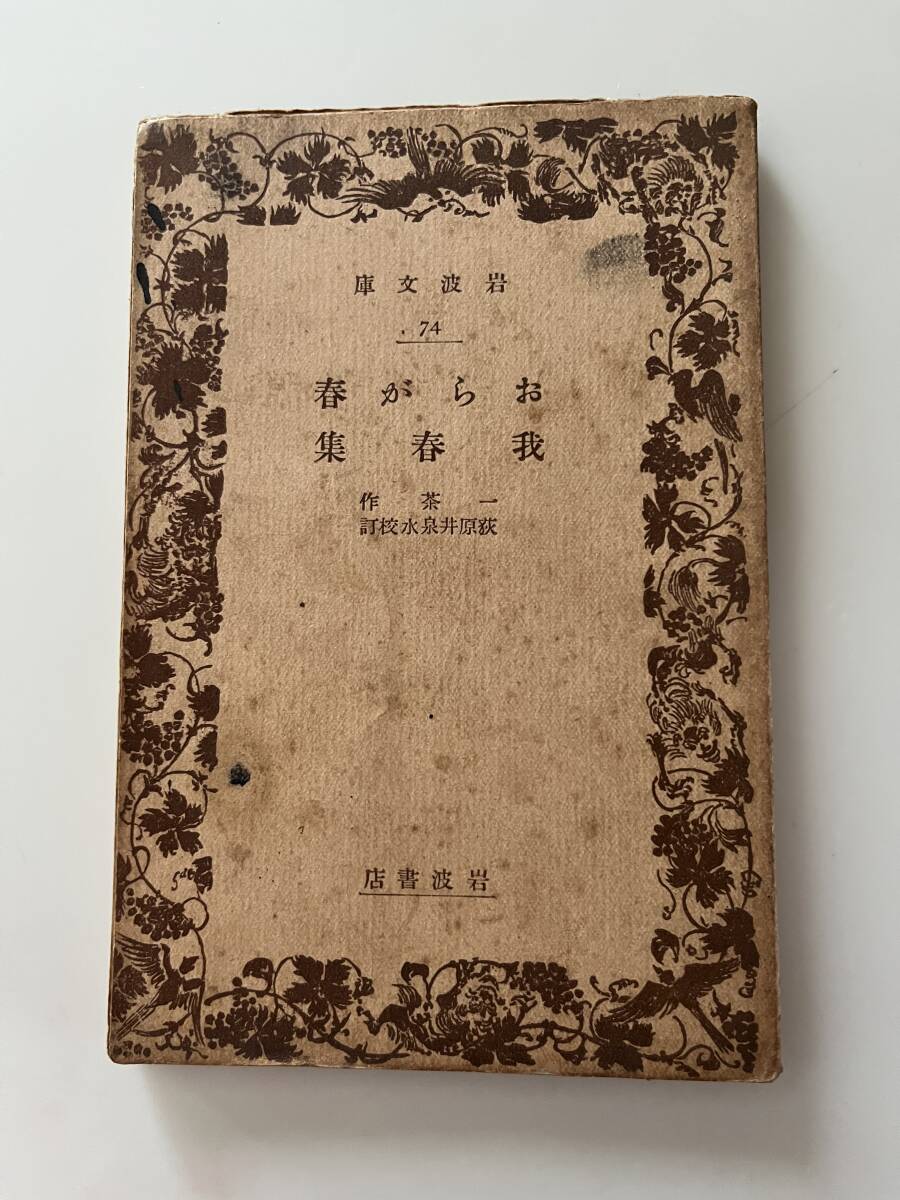 岩波文庫
74
おらが春
我春集
一茶作
荻原井泉水校訂
岩波書店